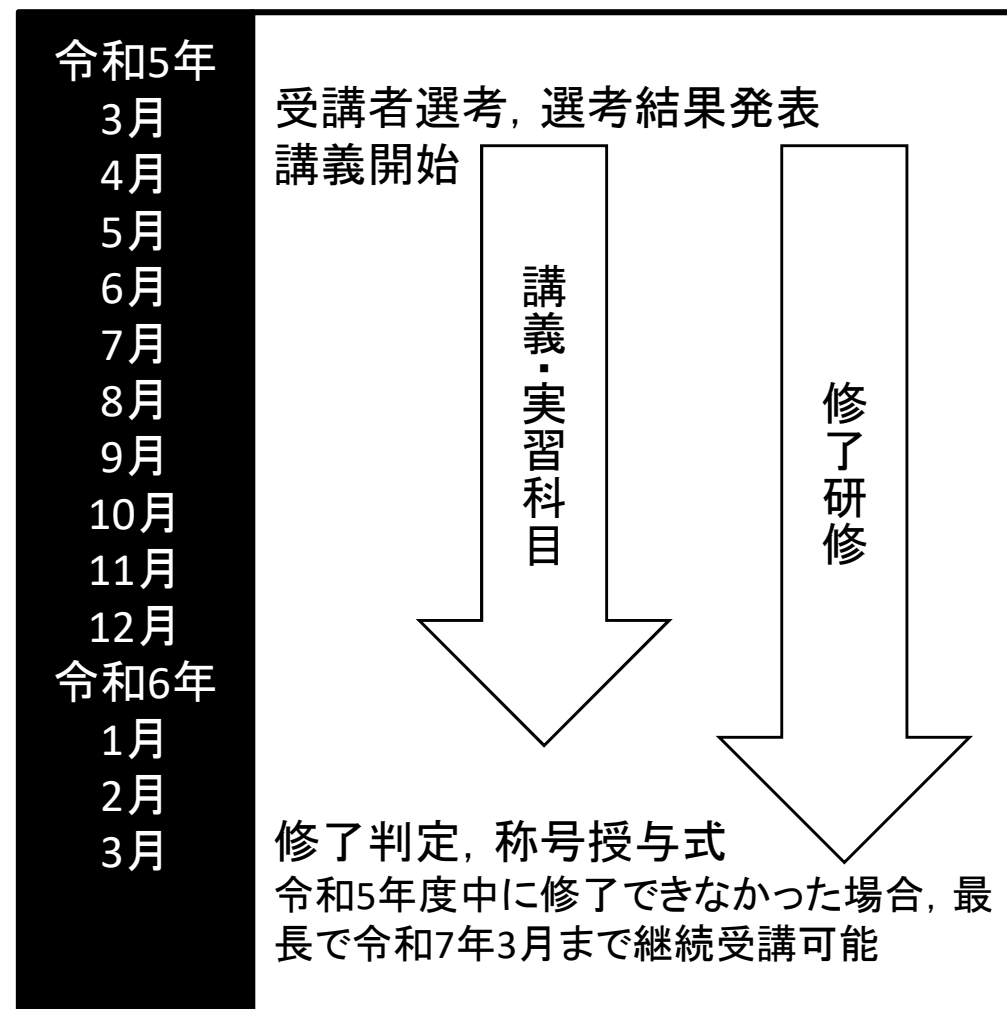 令和5年
3月
4月
5月
6月
7月
8月
9月
10月
11月
12月
令和6年
1月
2月
3月
受講者選考，選考結果発表
講義開始
講義・実習科目
修了研修
修了判定，称号授与式
令和5年度中に修了できなかった場合，最
長で令和7年3月まで継続受講可能